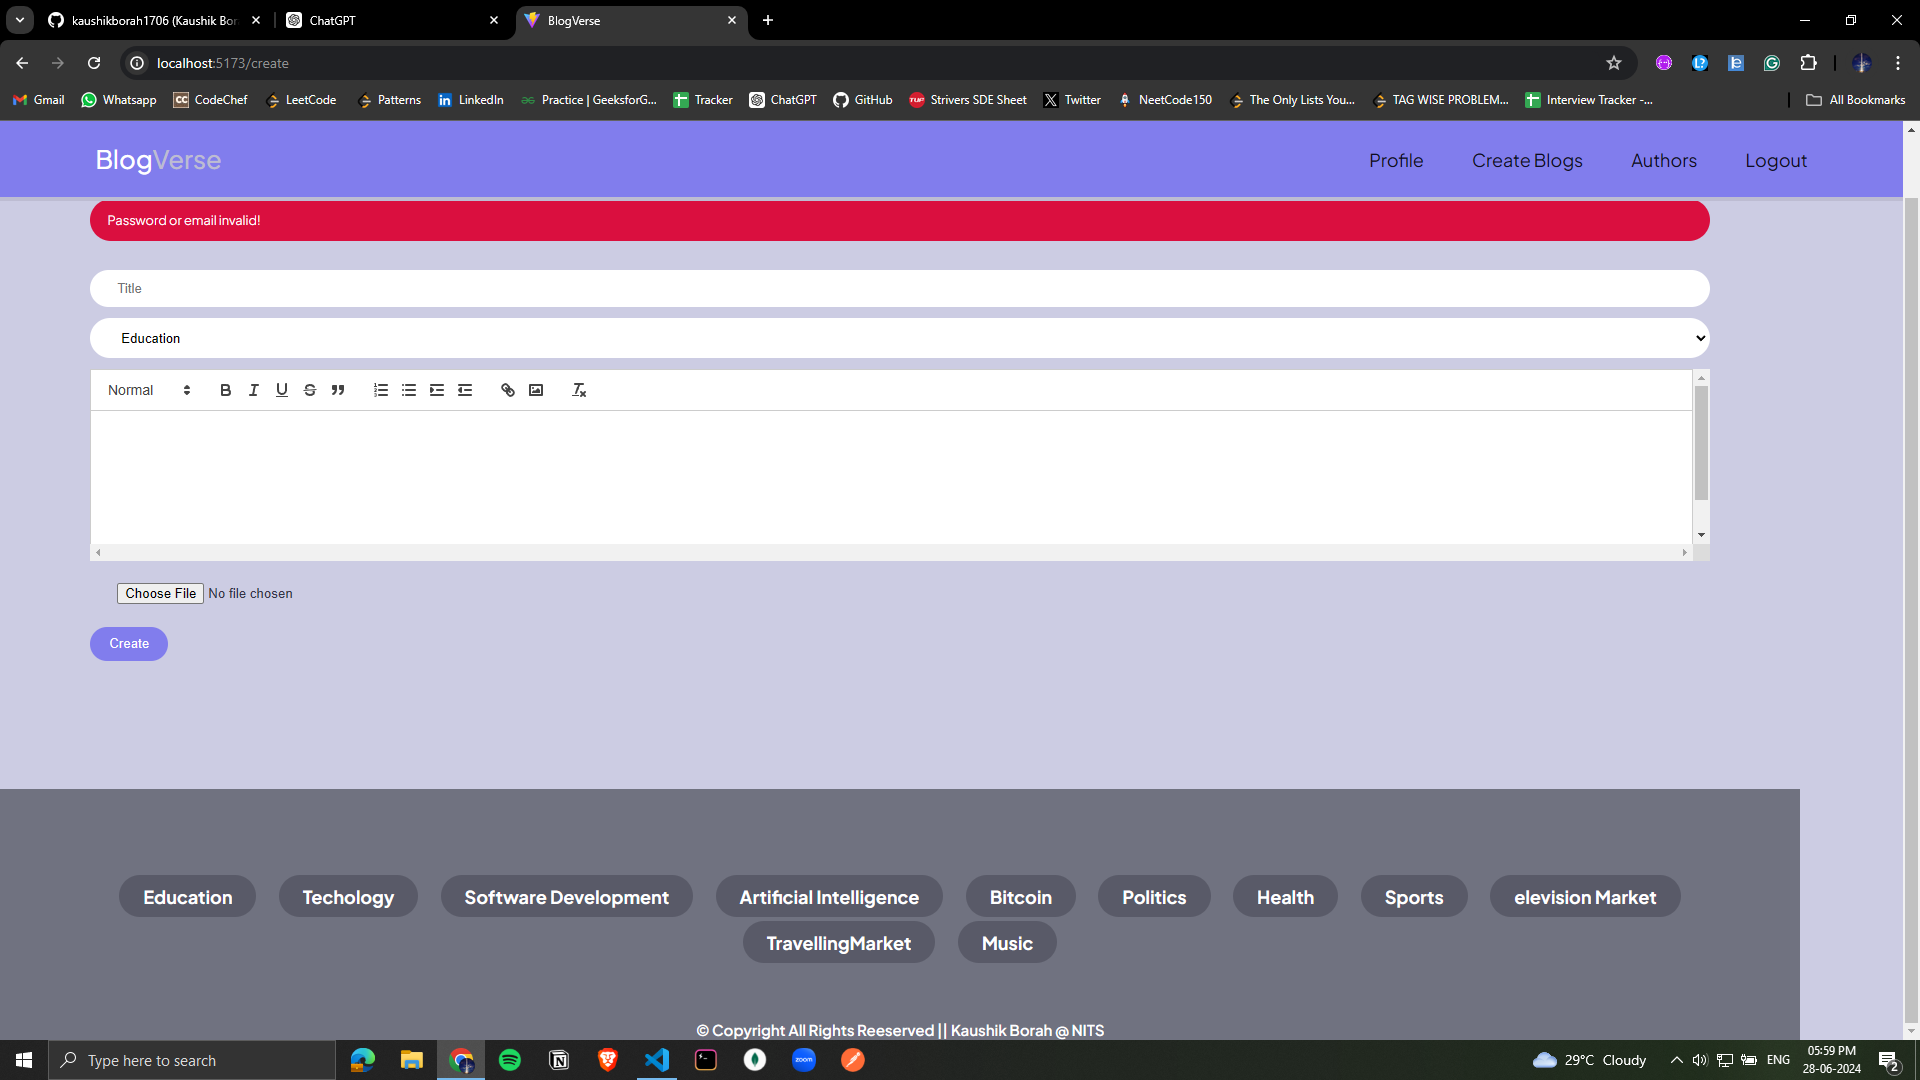 kaushikborah1706 (Kaushik Bor
ChatGPT
BlogVerse
localhost:5173/create
Gmail Whatsapp CodeChef LeetCode Patterns LinkedIn Practice | GeeksforG... Tracker ChatGPT GitHub Strivers SDE Sheet Twitter NeetCode150 The Only Lists You... TAG WISE PROBLEM... Interview Tracker -... All Bookmarks
BlogVerse Profile Create Blogs Authors Logout
Password or email invalid!
Title
Education
Normal
Choose File No file chosen
Create
Education Techology Software Development Artificial Intelligence Bitcoin Politics Health Sports elevision Market
TravellingMarket Music
© Copyright All Rights Reeserved || Kaushik Borah @ NITS
Type here to search
29°C Cloudy
ENG
05:59 PM
28-06-2024
2